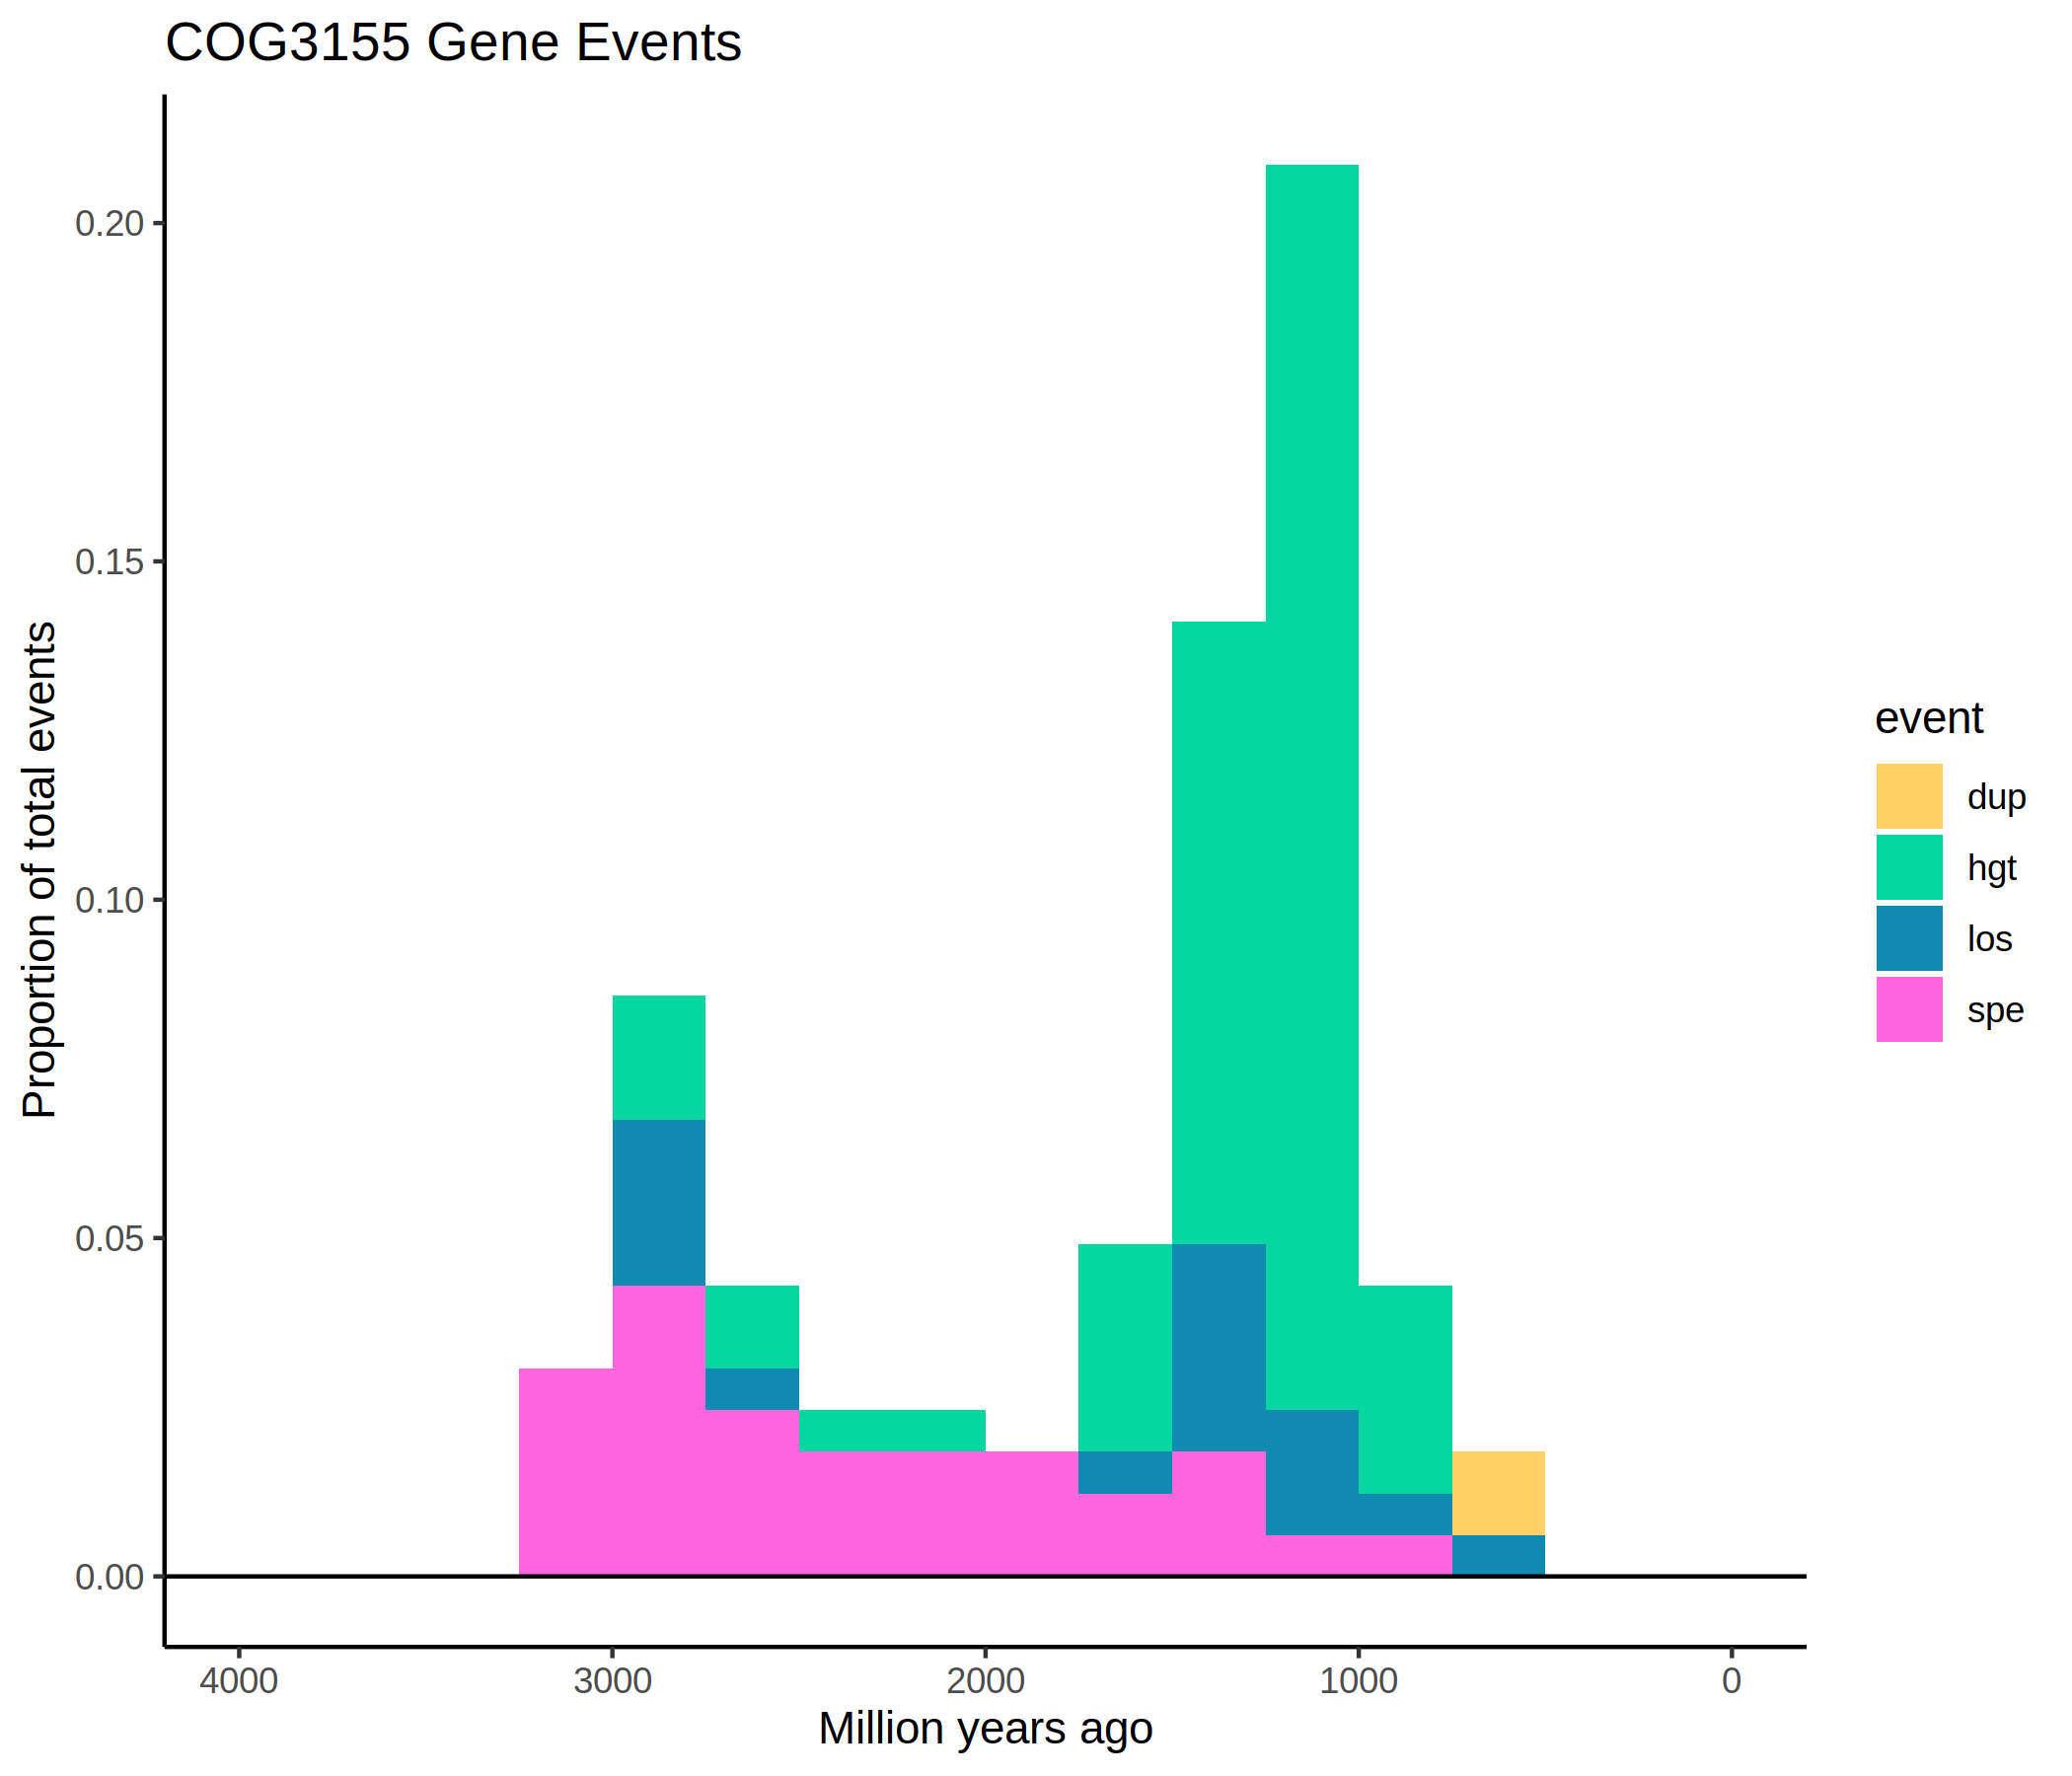 COG3155 Gene Events
Proportion of total events
0.20
0.15
0.10
0.05
0.00
4000 3000 2000 1000 0
Million years ago
event
dup
hgt
los
spe